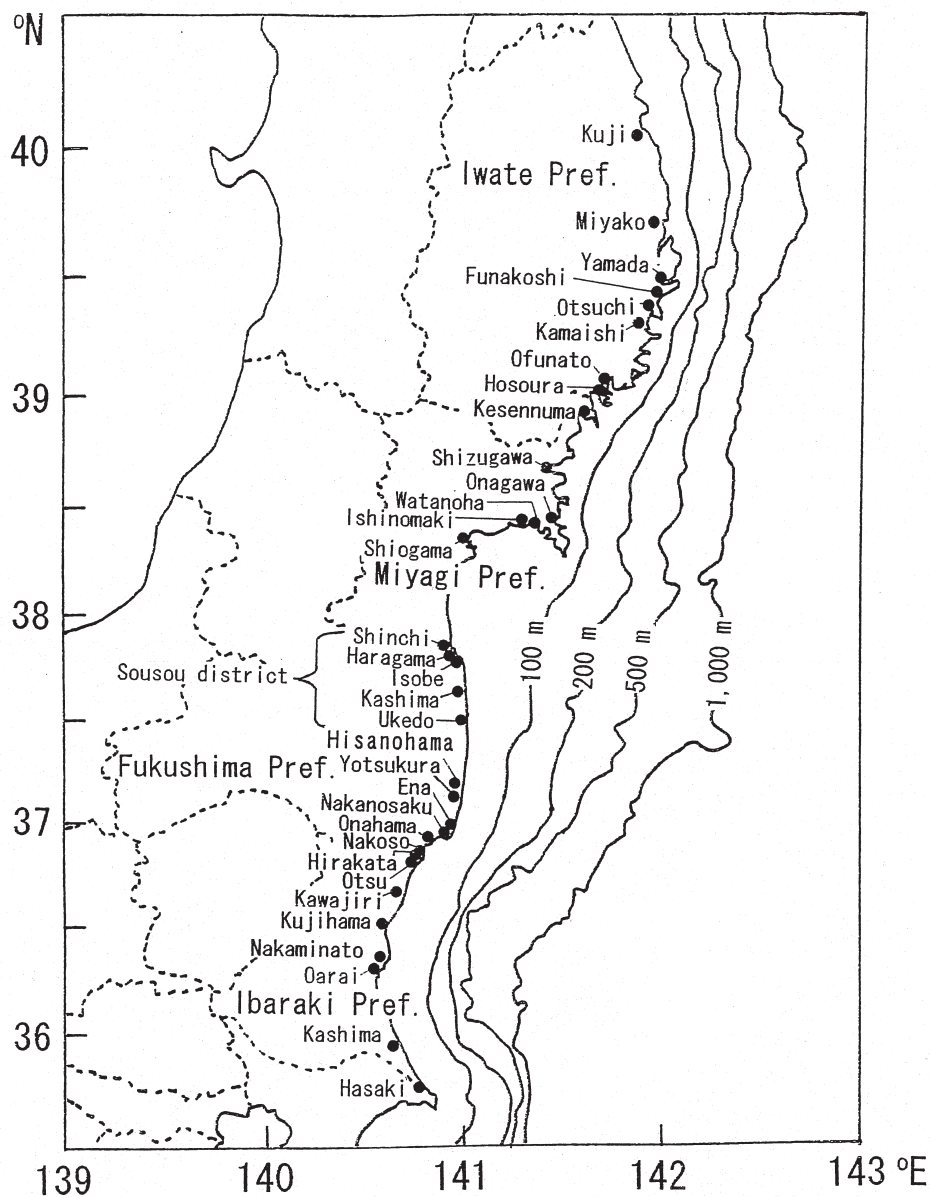 ºN
40
Kuji
Iwate Pref.
Miyako
Yamada
Funakoshi
Otsuchi
Kamaishi
Ofunato
39
Hosoura
Kesennuma
Shizugawa
Onagawa
Watanoha
Ishinomaki
Shiogama
Miyagi Pref.
38
100 m
200 m
500 m
1,000 m
Shinchi
Haragama
Sousou district
Isobe
Kashima
Ukedo
Hisanohama
Fukushima Pref.
Yotsukura
Ena
Nakanosaku
37
Onahama
Nakoso
Hirakata
Otsu
Kawajiri
Kujihama
Nakaminato
Oarai
Ibaraki Pref.
36
Kashima
Hasaki
139
140
141
142
143 ºE